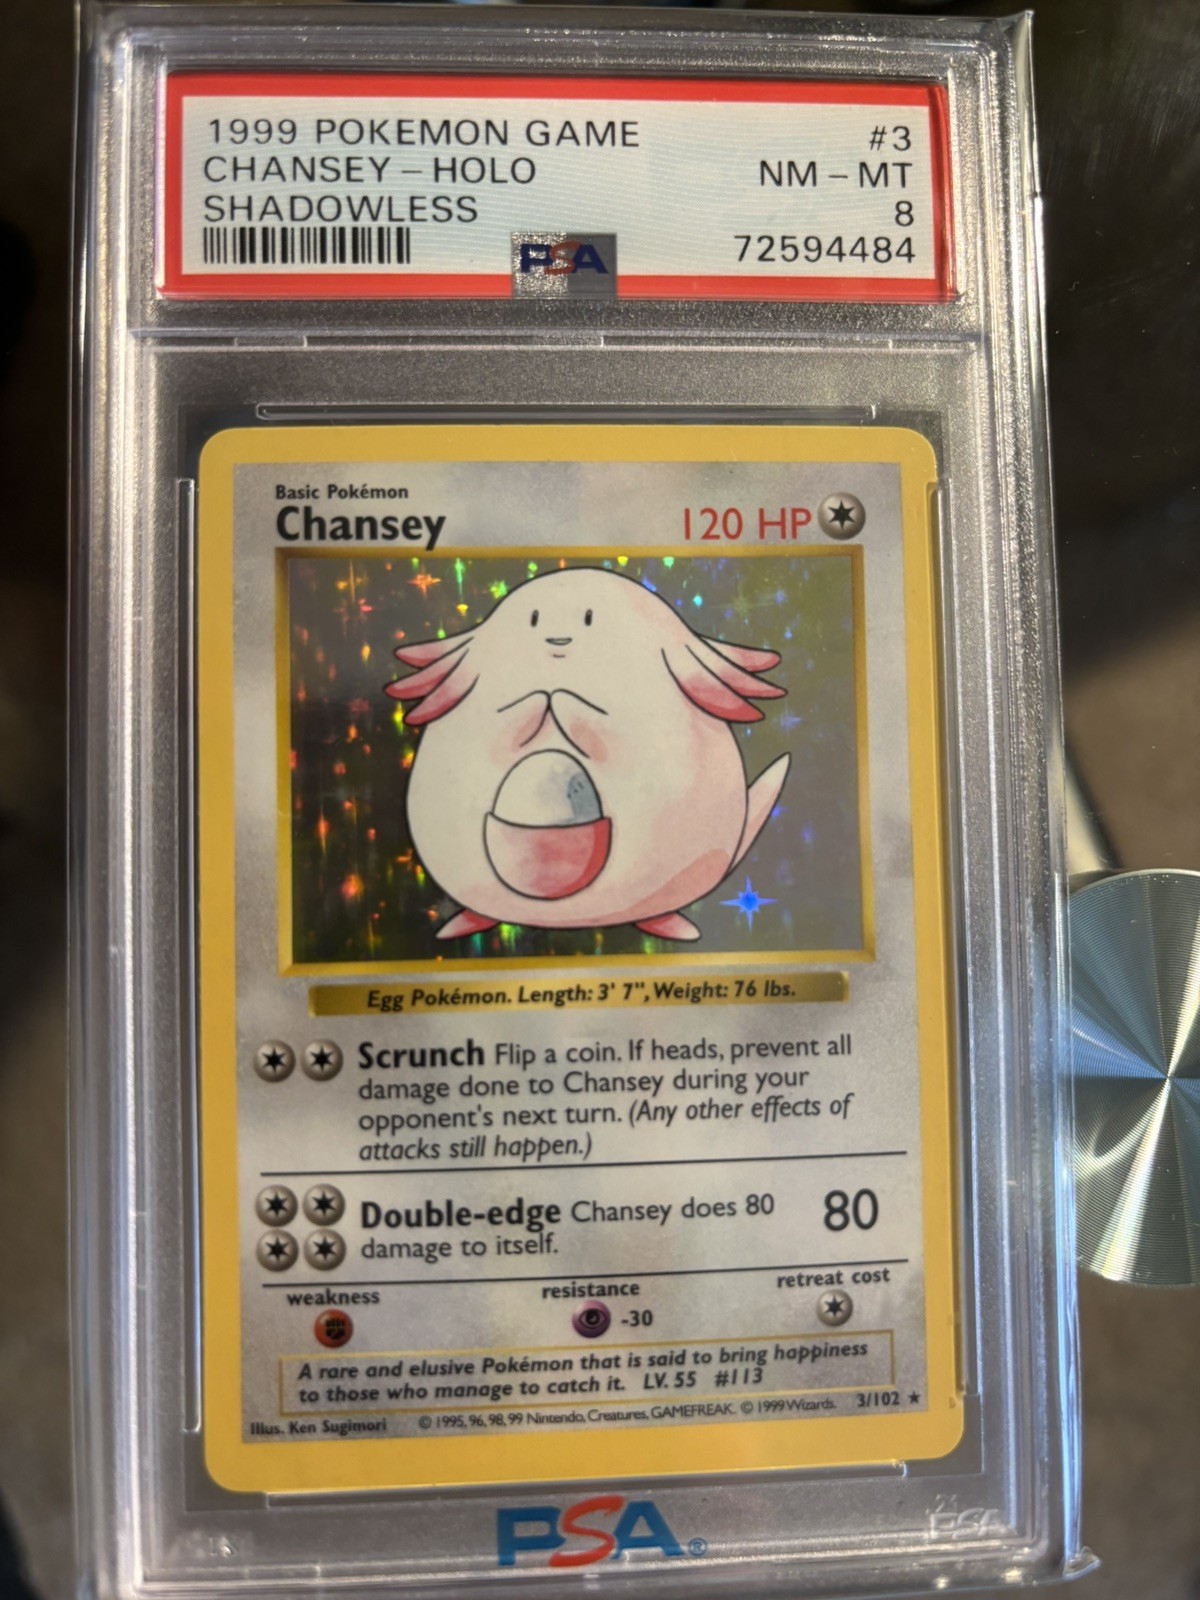 1999 POKEMON GAME #3
CHANSEY - HOLO NM - MT
SHADOWLESS 8
72594484
PSA
Basic Pokémon
Chansey 120 HP
Egg Pokémon. Length: 3' 7", Weight: 76 lbs.
Scrunch Flip a coin. If heads, prevent all
damage done to Chansey during your
opponent's next turn. (Any other effects of
attacks still happen.)
Double-edge Chansey does 80 80
damage to itself.
weakness resistance retreat cost
-30
A rare and elusive Pokémon that is said to bring happiness
to those who manage to catch it. LV. 55 #113
Illus. Ken Sugimori © 1995, 96, 98, 99 Nintendo, Creatures, GAMEFREAK. © 1999 Wizards. 3/102 ★
PSA®
PSA